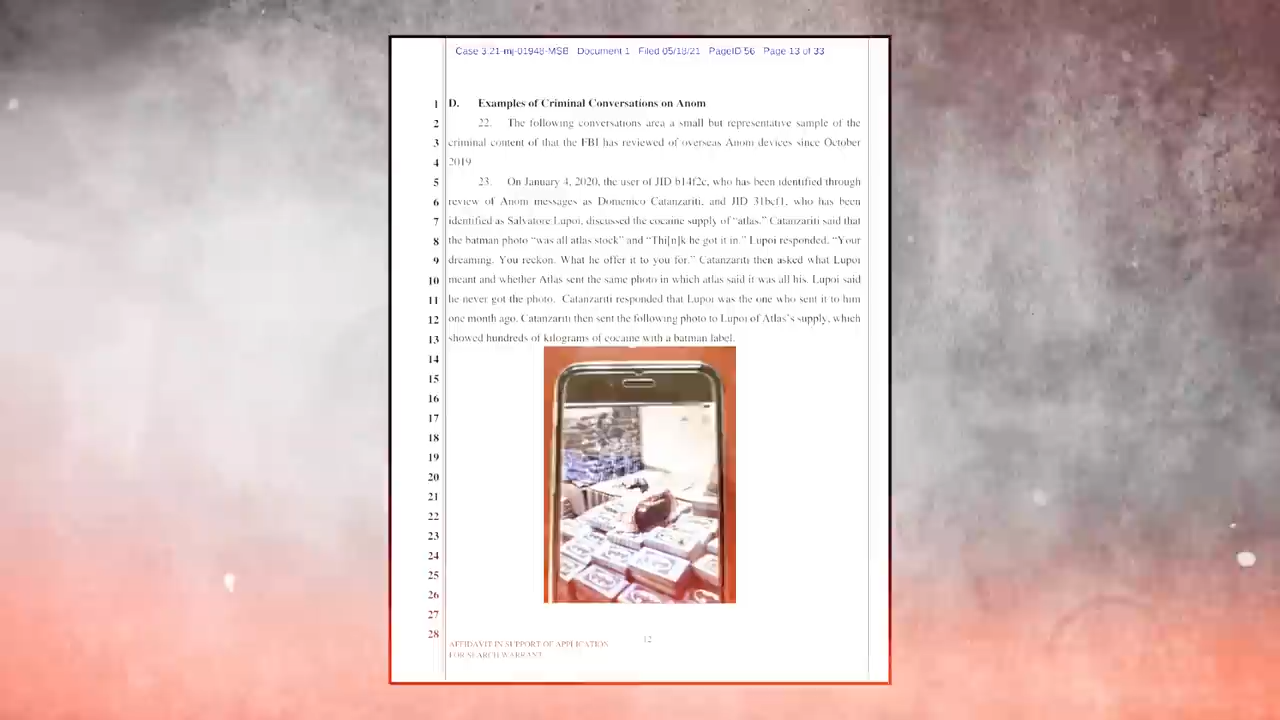 Case 3:21-mj-01948-MSB Document 1 Filed 05/18/21 PageID 56 Page 13 of 33
1 D. Examples of Criminal Conversations on Anom
2 22. The following conversations area a small but representative sample of the
3 criminal content of that the FBI has reviewed of overseas Anom devices since October
4 2019
5 23. On January 4, 2020, the user of JID b14f2c, who has been identified through
6 review of Anom messages as Domenico Catanzariti, and JID 31bcf1, who has been
7 identified as Salvatore Lupoi, discussed the cocaine supply of “atlas.” Catanzariti said that
8 the batman photo “was all atlas stock” and “Thi[n]k he got it in.” Lupoi responded, “Your
9 dreaming. You reckon. What he offer it to you for.” Catanzariti then asked what Lupoi
10 meant and whether Atlas sent the same photo in which atlas said it was all his. Lupoi said
11 he never got the photo. Catanzariti responded that Lupoi was the one who sent it to him
12 one month ago. Catanzariti then sent the following photo to Lupoi of Atlas’s supply, which
13 showed hundreds of kilograms of cocaine with a batman label.
14
15
16
17
18
19
20
21
22
23
24
25
26
27
28
12
AFFIDAVIT IN SUPPORT OF APPLICATION
FOR SEARCH WARRANT